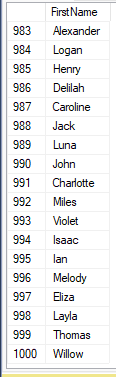 FirstName
983 Alexander
984 Logan
985 Henry
986 Delilah
987 Caroline
988 Jack
989 Luna
990 John
991 Charlotte
992 Miles
993 Violet
994 Isaac
995 Ian
996 Melody
997 Eliza
998 Layla
999 Thomas
1000 Willow